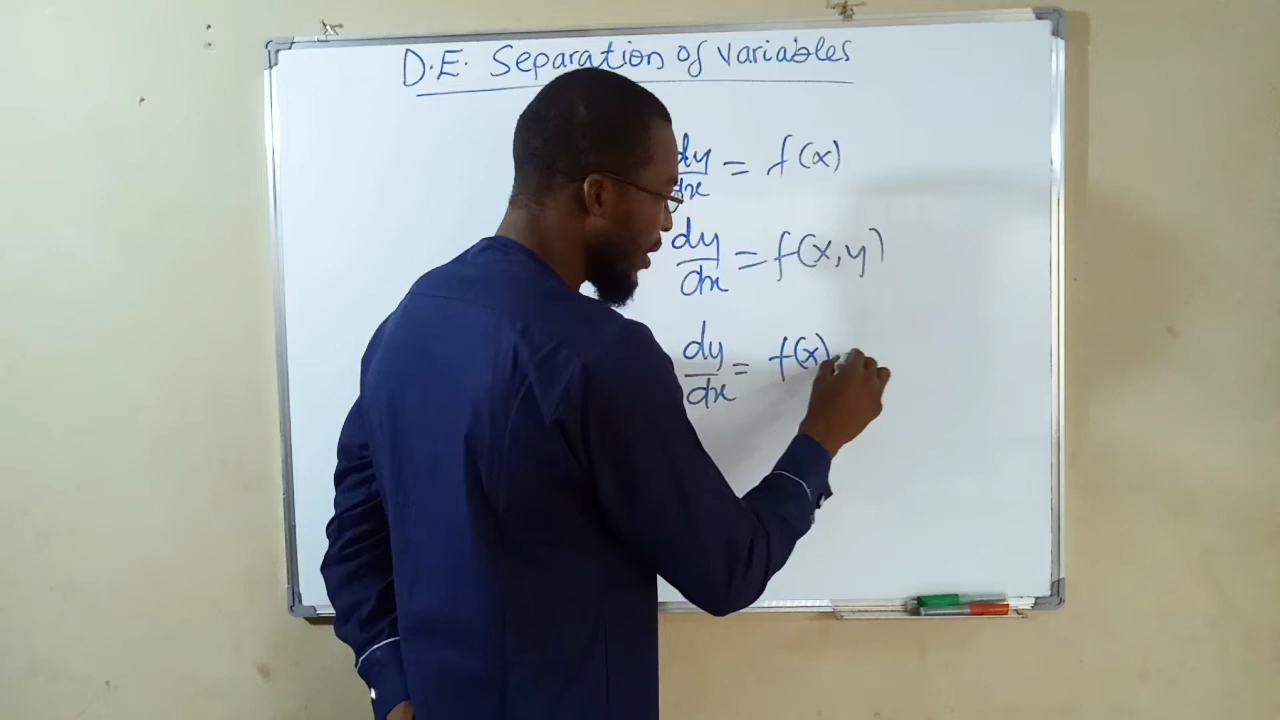 D.E. Separation of variables
dy/dx = f(x)
dy/dx = f(x,y)
dy/dx = f(x)